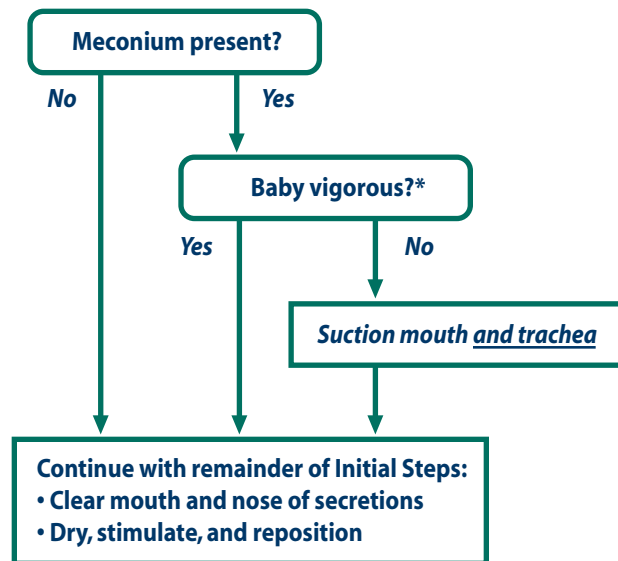 Meconium present?
No
Yes
Baby vigorous?*
Yes
No
Suction mouth and trachea
Continue with remainder of Initial Steps:
• Clear mouth and nose of secretions
• Dry, stimulate, and reposition